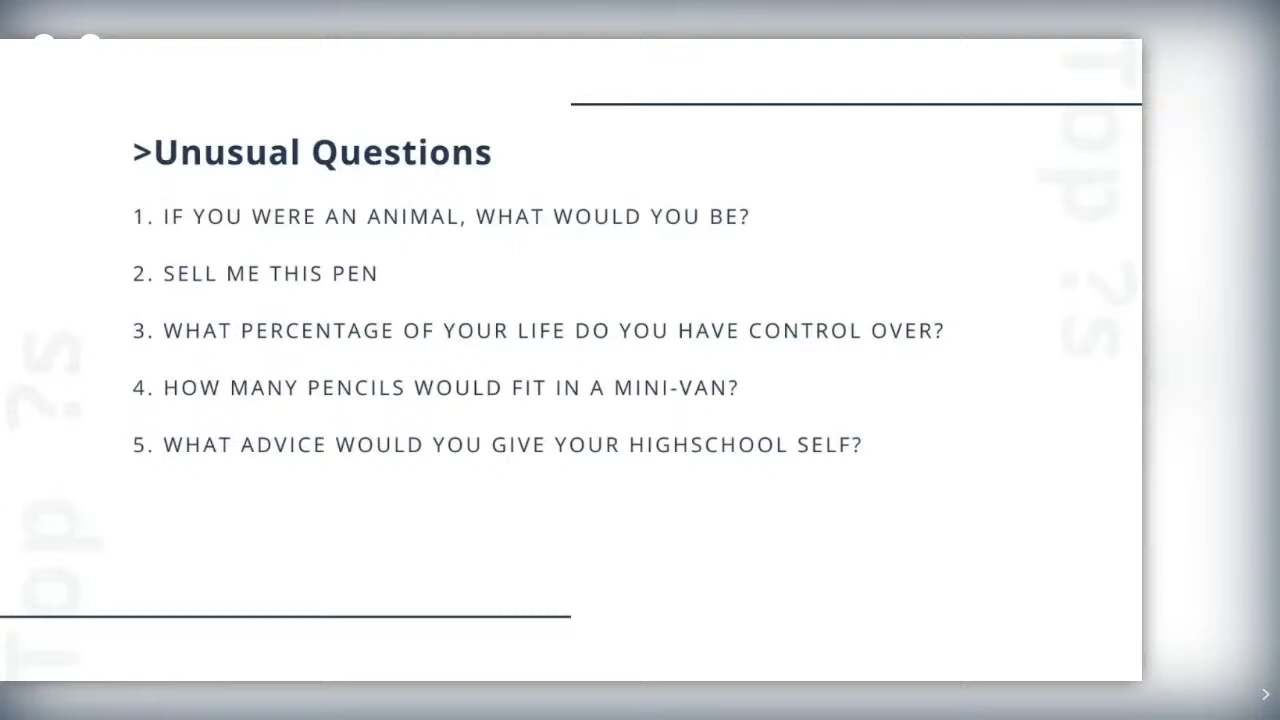 >Unusual Questions
1. IF YOU WERE AN ANIMAL, WHAT WOULD YOU BE?
2. SELL ME THIS PEN
3. WHAT PERCENTAGE OF YOUR LIFE DO YOU HAVE CONTROL OVER?
4. HOW MANY PENCILS WOULD FIT IN A MINI-VAN?
5. WHAT ADVICE WOULD YOU GIVE YOUR HIGHSCHOOL SELF?
Top ?s
Top ?s